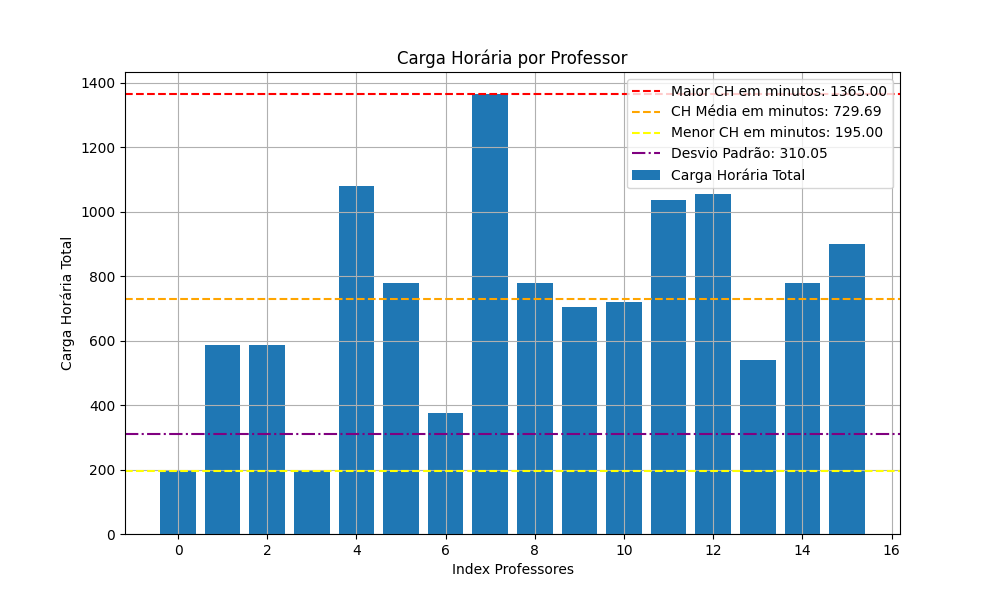 Carga Horária por Professor
Maior CH em minutos: 1365.00
CH Média em minutos: 729.69
Menor CH em minutos: 195.00
Desvio Padrão: 310.05
Carga Horária Total
Carga Horária Total
1400
1200
1000
800
600
400
200
0
0 2 4 6 8 10 12 14 16
Index Professores